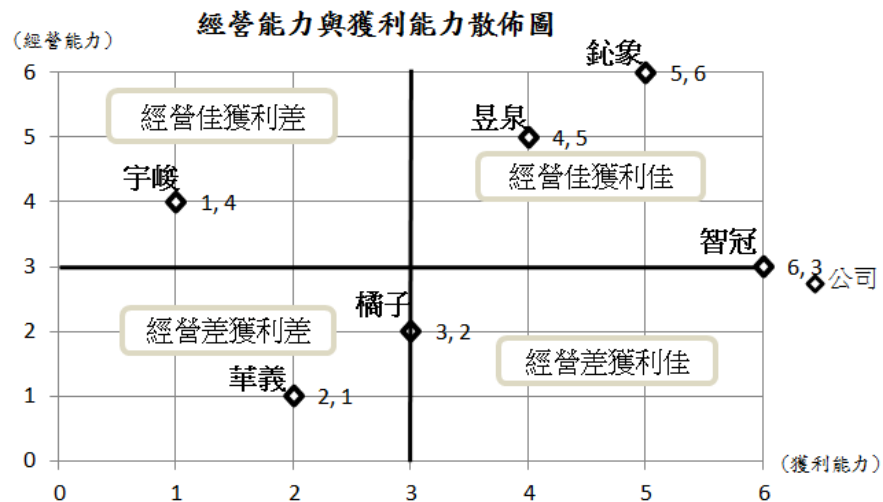 經營能力與獲利能力散佈圖
(經營能力)
6
鈊象
5, 6
經營佳獲利差
5
昱泉
4, 5
宇峻
經營佳獲利佳
4
1, 4
智冠
3
6, 3
公司
橘子
經營差獲利差
2
3, 2
經營差獲利佳
華義
1
2, 1
0
(獲利能力)
0 1 2 3 4 5 6